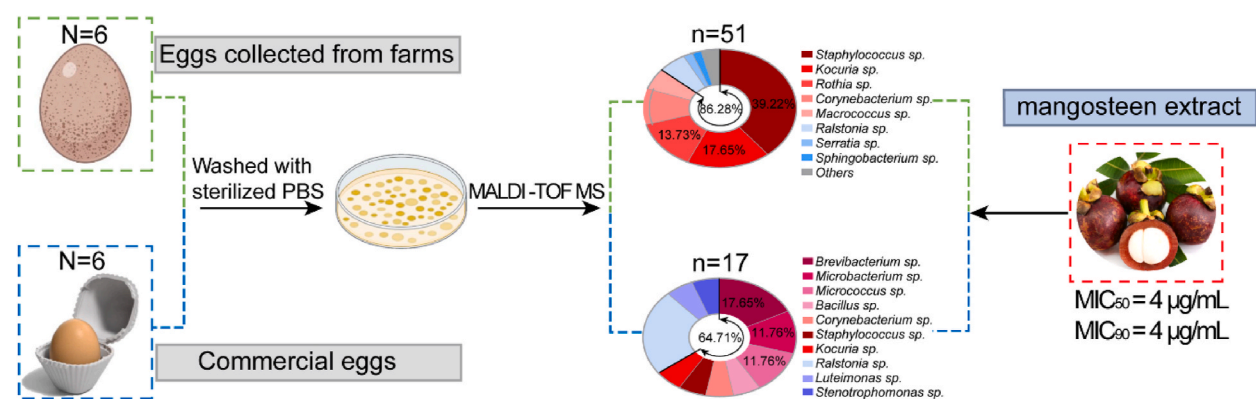 N=6
Eggs collected from farms
Washed with
sterilized PBS
N=6
Commercial eggs
MALDI-TOF MS
n=51
39.22%
17.65%
13.73%
86.28%
Staphylococcus sp.
Kocuria sp.
Rothia sp.
Corynebacterium sp.
Macrococcus sp.
Ralstonia sp.
Serratia sp.
Sphingobacterium sp.
Others
n=17
17.65%
11.76%
11.76%
64.71%
Brevibacterium sp.
Microbacterium sp.
Micrococcus sp.
Bacillus sp.
Corynebacterium sp.
Staphylococcus sp.
Kocuria sp.
Ralstonia sp.
Luteimonas sp.
Stenotrophomonas sp.
mangosteen extract
MIC₅₀ = 4 µg/mL
MIC₉₀ = 4 µg/mL